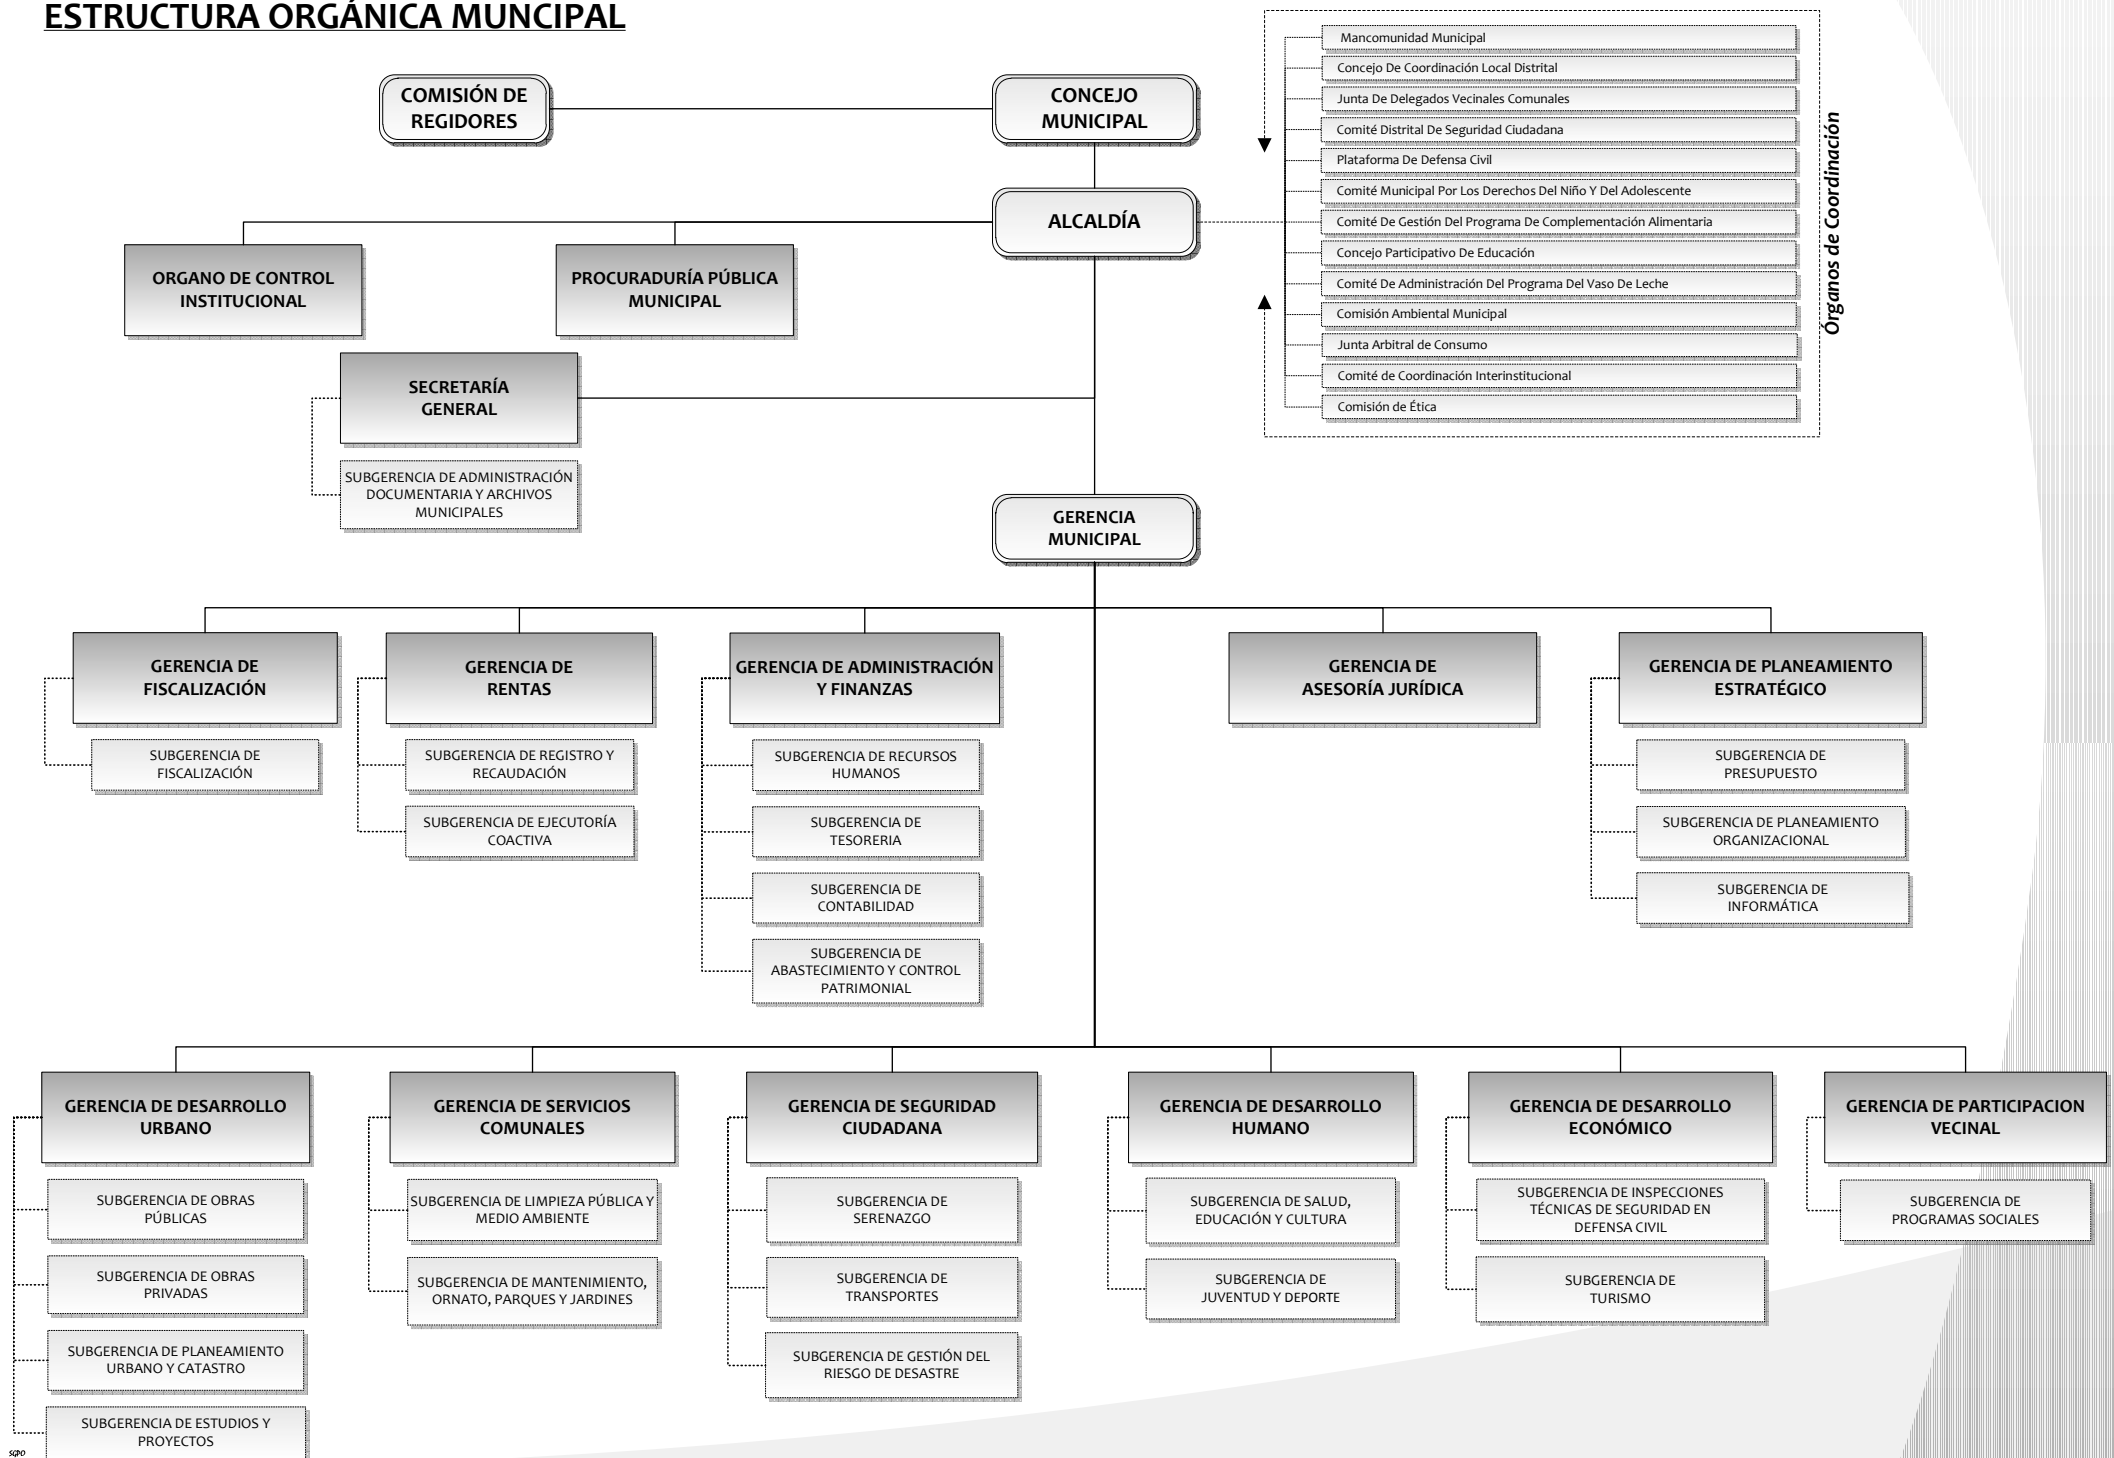 ESTRUCTURA ORGÁNICA MUNCIPAL
COMISIÓN DE
REGIDORES
CONCEJO
MUNICIPAL
ALCALDÍA
Mancomunidad Municipal
Concejo De Coordinación Local Distrital
Junta De Delegados Vecinales Comunales
Comité Distrital De Seguridad Ciudadana
Plataforma De Defensa Civil
Comité Municipal Por Los Derechos Del Niño Y Del Adolescente
Comité De Gestión Del Programa De Complementación Alimentaria
Concejo Participativo De Educación
Comité De Administración Del Programa Del Vaso De Leche
Comisión Ambiental Municipal
Junta Arbitral de Consumo
Comité de Coordinación Interinstitucional
Comisión de Ética
Órganos de Coordinación
ORGANO DE CONTROL
INSTITUCIONAL
PROCURADURÍA PÚBLICA
MUNICIPAL
SECRETARÍA
GENERAL
SUBGERENCIA DE ADMINISTRACIÓN
DOCUMENTARIA Y ARCHIVOS
MUNICIPALES
GERENCIA
MUNICIPAL
GERENCIA DE
FISCALIZACIÓN
SUBGERENCIA DE
FISCALIZACIÓN
GERENCIA DE
RENTAS
SUBGERENCIA DE REGISTRO Y
RECAUDACIÓN
SUBGERENCIA DE EJECUTORÍA
COACTIVA
GERENCIA DE ADMINISTRACIÓN
Y FINANZAS
SUBGERENCIA DE RECURSOS
HUMANOS
SUBGERENCIA DE
TESORERIA
SUBGERENCIA DE
CONTABILIDAD
SUBGERENCIA DE
ABASTECIMIENTO Y CONTROL
PATRIMONIAL
GERENCIA DE
ASESORÍA JURÍDICA
GERENCIA DE PLANEAMIENTO
ESTRATÉGICO
SUBGERENCIA DE
PRESUPUESTO
SUBGERENCIA DE PLANEAMIENTO
ORGANIZACIONAL
SUBGERENCIA DE
INFORMÁTICA
GERENCIA DE DESARROLLO
URBANO
SUBGERENCIA DE OBRAS
PÚBLICAS
SUBGERENCIA DE OBRAS
PRIVADAS
SUBGERENCIA DE PLANEAMIENTO
URBANO Y CATASTRO
SUBGERENCIA DE ESTUDIOS Y
PROYECTOS
GERENCIA DE SERVICIOS
COMUNALES
SUBGERENCIA DE LIMPIEZA PÚBLICA Y
MEDIO AMBIENTE
SUBGERENCIA DE MANTENIMIENTO,
ORNATO, PARQUES Y JARDINES
GERENCIA DE SEGURIDAD
CIUDADANA
SUBGERENCIA DE
SERENAZGO
SUBGERENCIA DE
TRANSPORTES
SUBGERENCIA DE GESTIÓN DEL
RIESGO DE DESASTRE
GERENCIA DE DESARROLLO
HUMANO
SUBGERENCIA DE SALUD,
EDUCACIÓN Y CULTURA
SUBGERENCIA DE
JUVENTUD Y DEPORTE
GERENCIA DE DESARROLLO
ECONÓMICO
SUBGERENCIA DE INSPECCIONES
TÉCNICAS DE SEGURIDAD EN
DEFENSA CIVIL
SUBGERENCIA DE
TURISMO
GERENCIA DE PARTICIPACION
VECINAL
SUBGERENCIA DE
PROGRAMAS SOCIALES
SGPO